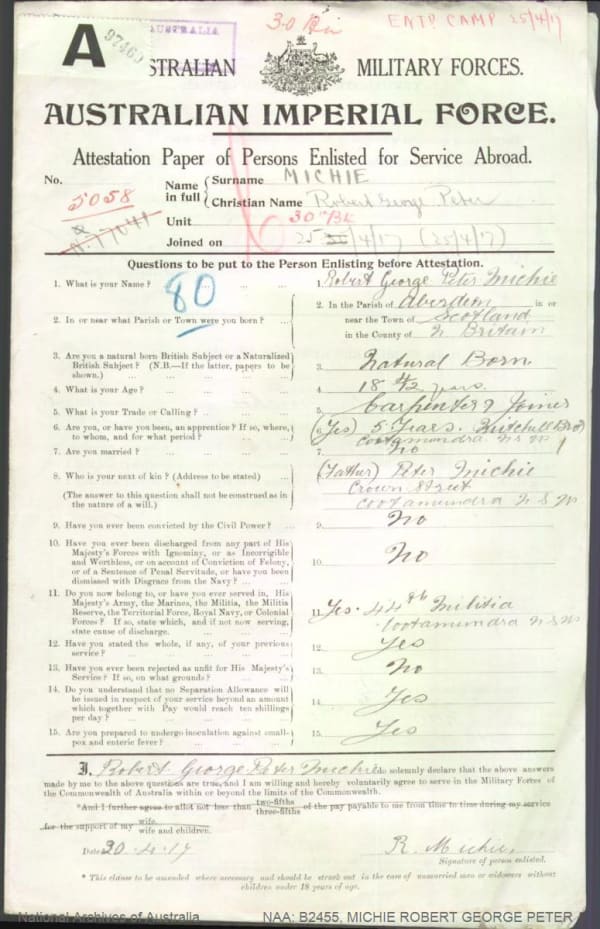 A
97460
AUSTRALIA
3.0 Bn
ENTD CAMP 25/4/17
STRALIAN MILITARY FORCES.
AUSTRALIAN IMPERIAL FORCE.
Attestation Paper of Persons Enlisted for Service Abroad.
No. 5058
Name in full { Surname MICHIE
Christian Name Robert George Peter
Unit 30th Bn
Joined on 25/4/17 (25/4/17)
Questions to be put to the Person Enlisting before Attestation.
80
1. What is your Name ? ... ... ... 1. Robert George Peter Michie
2. In or near what Parish or Town were you born ? ... 2. In the Parish of Aberdeen in or
near the Town of Scotland
in the County of N Britain
3. Are you a natural born British Subject or a Naturalized
British Subject ? (N.B.—If the latter, papers to be
shown.) ... ... 3. Natural Born
4. What is your Age ? ... ... 4. 18 4/12 years
5. What is your Trade or Calling ? ... ... 5. Carpenter & Joiner
6. Are you, or have you been, an apprentice ? If so, where,
to whom, and for what period ? ... 6. (Yes) 5 Years. Mitchell Bros
Cootamundra N S W
7. Are you married ? ... ... 7. No
8. Who is your next of kin ? (Address to be stated) ... 8. (Father) Peter Michie
Crown Street
Cootamundra N S W
(The answer to this question shall not be construed as in
the nature of a will.)
9. Have you ever been convicted by the Civil Power ? ... 9. No
10. Have you ever been discharged from any part of His
Majesty's Forces with Ignominy, or as Incorrigible
and Worthless, or on account of Conviction of Felony,
or of a Sentence of Penal Servitude, or have you been
dismissed with Disgrace from the Navy ? ... ... 10. No
11. Do you now belong to, or have you ever served in, His
Majesty's Army, the Marines, the Militia, the Militia
Reserve, the Territorial Force, Royal Navy, or Colonial
Forces ? If so, state which, and if not now serving,
state cause of discharge. ... ... 11. Yes. 44th Militia
Cootamundra N S W
12. Have you stated the whole, if any, of your previous
service ? ... ... 12. Yes
13. Have you ever been rejected as unfit for His Majesty's
Service ? If so, on what grounds ? ... 13. No
14. Do you understand that no Separation Allowance will
be issued in respect of your service beyond an amount
which together with Pay would reach ten shillings
per day ? ... ... 14. Yes
15. Are you prepared to undergo inoculation against small-
pox and enteric fever ? ... ... 15. Yes
I, Robert George Peter Michie do solemnly declare that the above answers
made by me to the above questions are true, and I am willing and hereby voluntarily agree to serve in the Military Forces of
the Commonwealth of Australia within or beyond the limits of the Commonwealth.
*And I further agree to allot not less than two-fifths three-fifths of the pay payable to me from time to time during my service
for the support of my wife. wife and children.
Date 30.4.17
R. Michie.
Signature of person enlisted.
* This clause to be amended where necessary and should be struck out in the case of unmarried men or widowers without
children under 18 years of age.
National Archives of Australia
NAA: B2455, MICHIE ROBERT GEORGE PETER